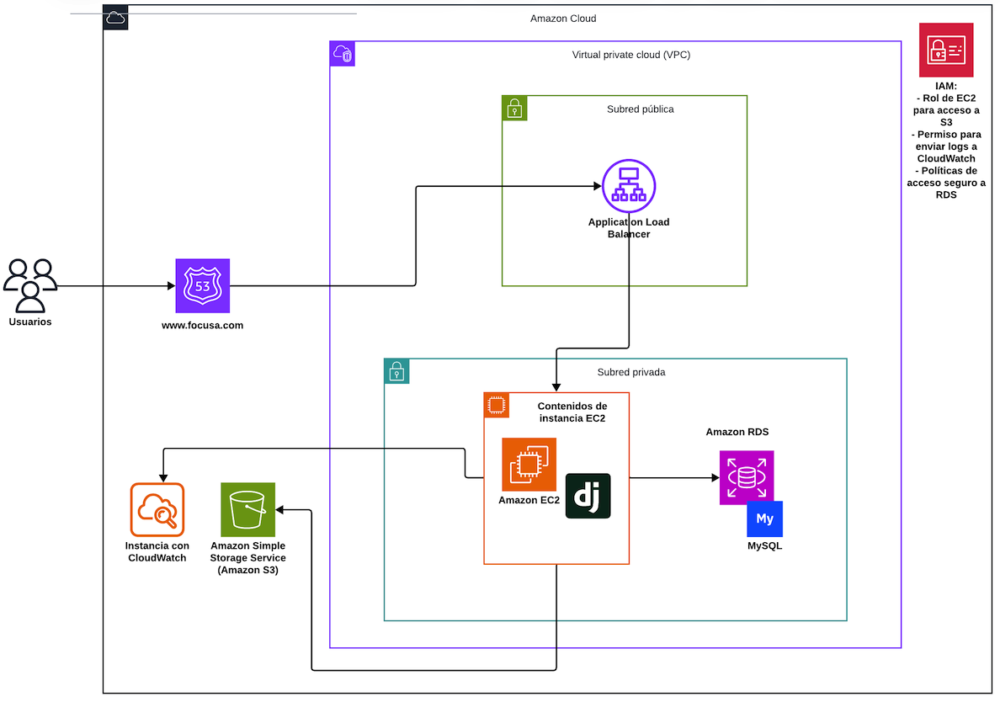 Amazon Cloud
Virtual private cloud (VPC)
IAM:
- Rol de EC2
para acceso a
S3
- Permiso para
enviar logs a
CloudWatch
- Políticas de
acceso seguro a
RDS
Subred pública
Application Load
Balancer
53
Usuarios
www.focusa.com
Subred privada
Contenidos de
instancia EC2
Amazon EC2
dj
Amazon RDS
My
MySQL
Instancia con
CloudWatch
Amazon Simple
Storage Service
(Amazon S3)